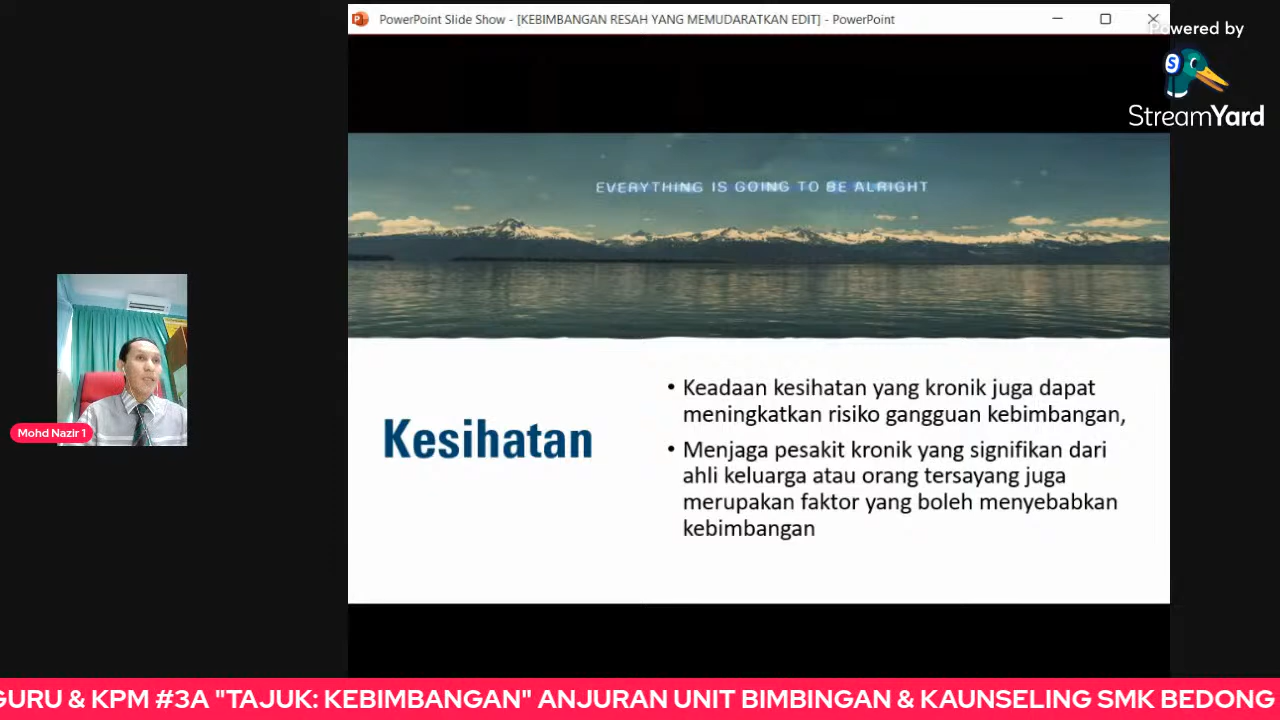 PowerPoint Slide Show - [KEBIMBANGAN RESAH YANG MEMUDARATKAN EDIT] - PowerPoint
Powered by
S
StreamYard
EVERYTHING IS GOING TO BE ALRIGHT
Kesihatan
• Keadaan kesihatan yang kronik juga dapat
meningkatkan risiko gangguan kebimbangan,
• Menjaga pesakit kronik yang signifikan dari
ahli keluarga atau orang tersayang juga
merupakan faktor yang boleh menyebabkan
kebimbangan
Mohd Nazir 1
GURU & KPM #3A "TAJUK: KEBIMBANGAN" ANJURAN UNIT BIMBINGAN & KAUNSELING SMK BEDONG